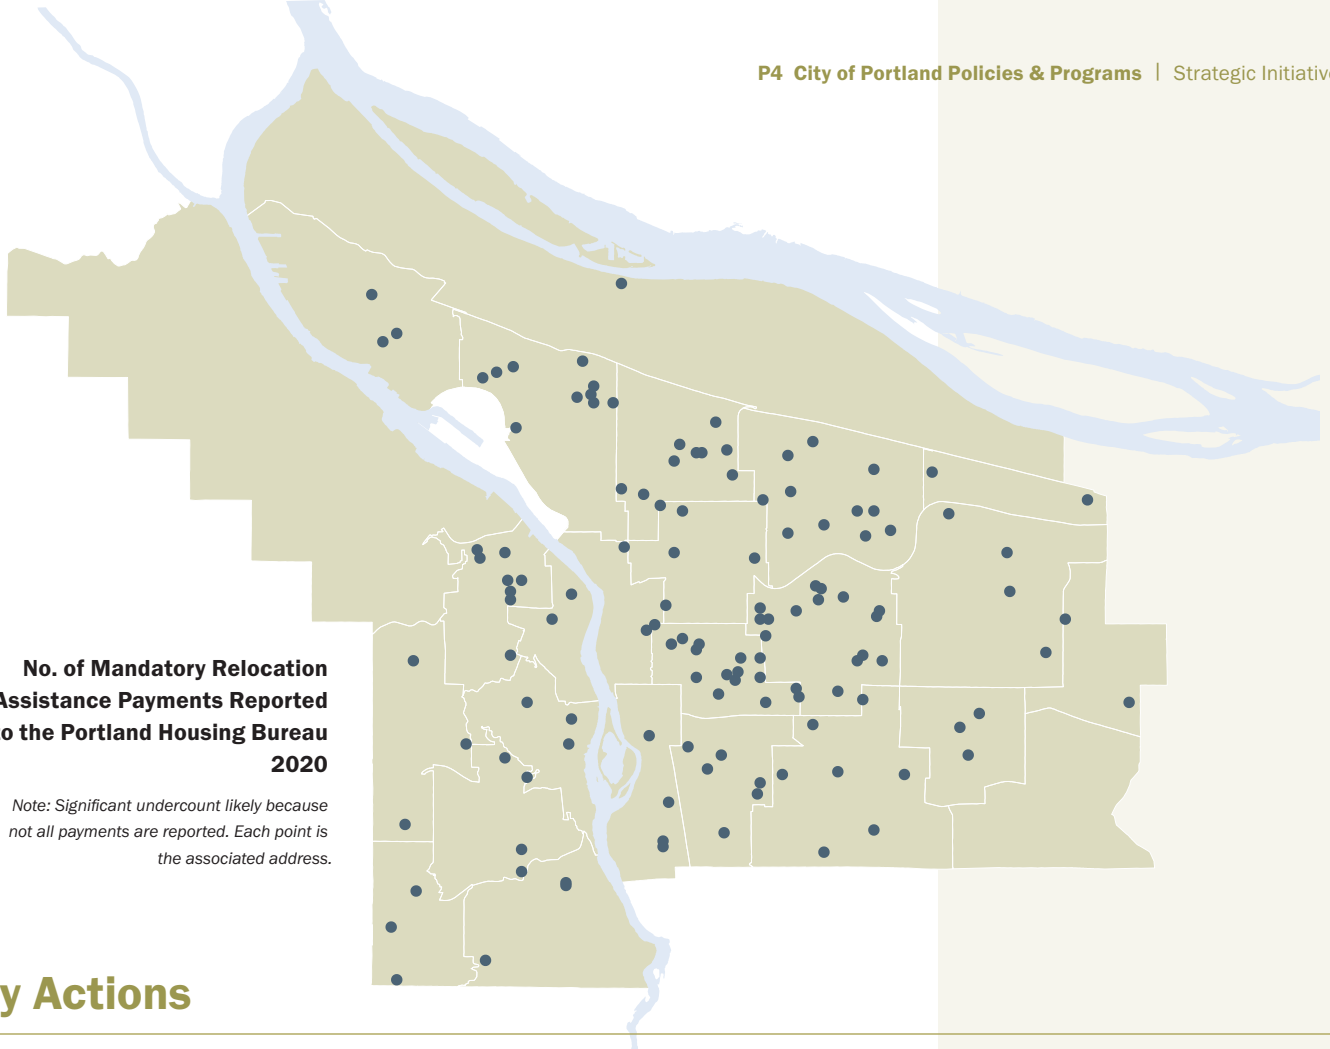 P4 City of Portland Policies & Programs | Strategic Initiative
No. of Mandatory Relocation
Assistance Payments Reported
o the Portland Housing Bureau
2020
Note: Significant undercount likely because
not all payments are reported. Each point is
the associated address.
y Actions